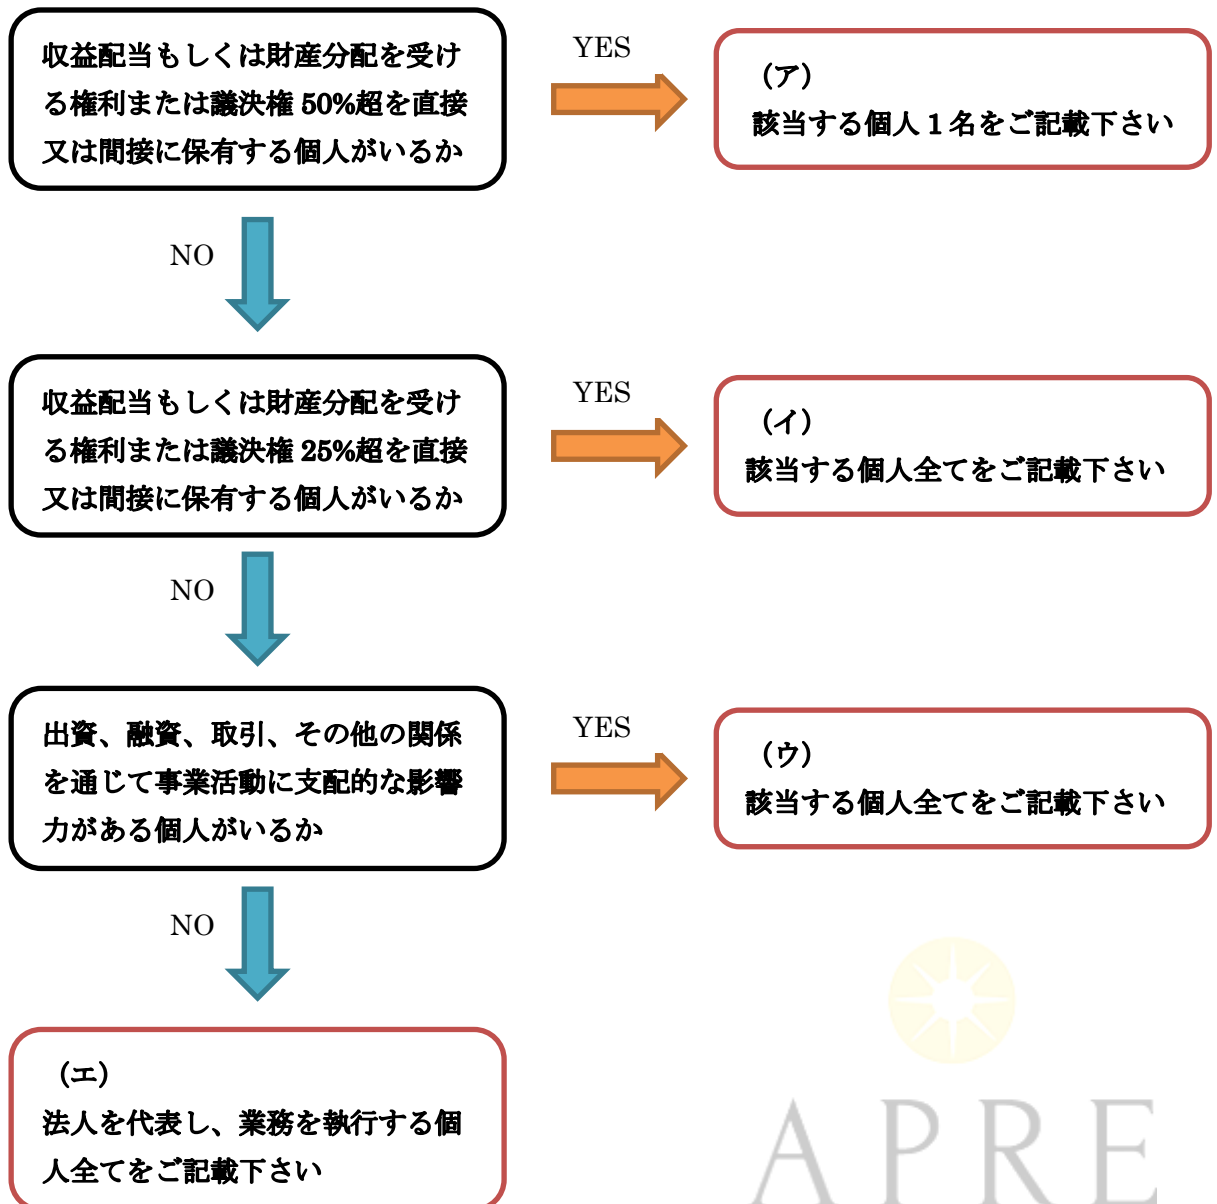 収益配当もしくは財産分配を受け
る権利または議決権 50%超を直接
又は間接に保有する個人がいるか
YES
（ア）
該当する個人 1 名をご記載下さい
NO
収益配当もしくは財産分配を受け
る権利または議決権 25%超を直接
又は間接に保有する個人がいるか
YES
（イ）
該当する個人全てをご記載下さい
NO
出資、融資、取引、その他の関係
を通じて事業活動に支配的な影響
力がある個人がいるか
YES
（ウ）
該当する個人全てをご記載下さい
NO
（エ）
法人を代表し、業務を執行する個
人全てをご記載下さい
APRE